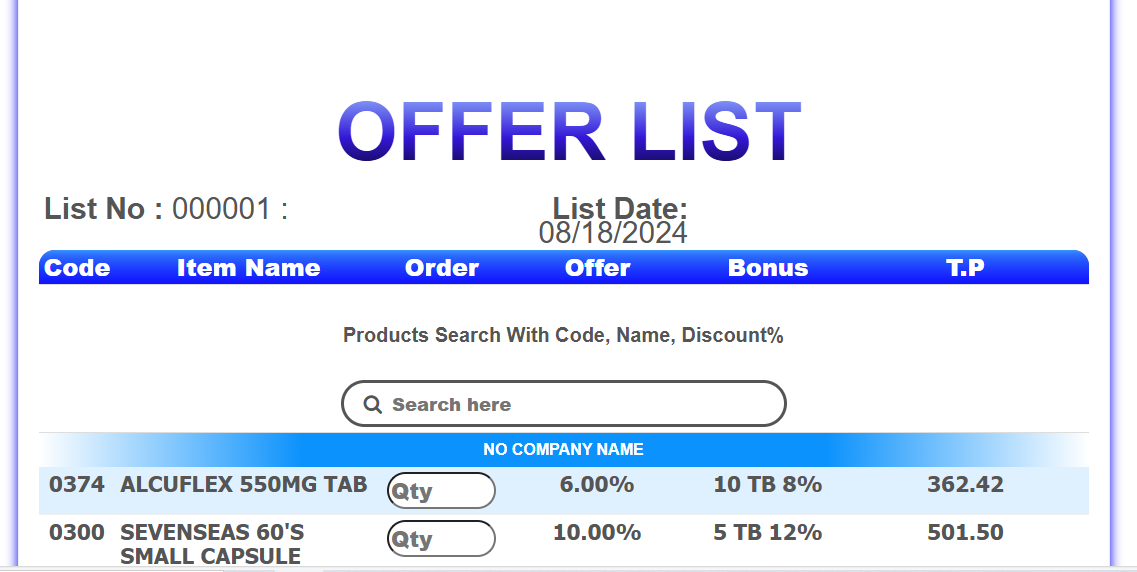 OFFER LIST
List No : 000001 :
List Date:
08/18/2024
Code Item Name Order Offer Bonus T.P
Products Search With Code, Name, Discount%
Search here
NO COMPANY NAME
0374 ALCUFLEX 550MG TAB Qty 6.00% 10 TB 8% 362.42
0300 SEVENSEAS 60'S Qty 10.00% 5 TB 12% 501.50
SMALL CAPSULE